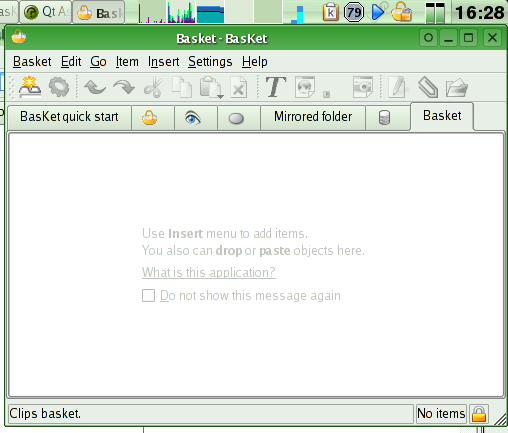 Qt
Bask
k
79
16:28
Basket - BasKet
Basket Edit Go Item Insert Settings Help
BasKet quick start
Mirrored folder
Basket
Use Insert menu to add items.
You also can drop or paste objects here.
What is this application?
Do not show this message again
Clips basket.
No items